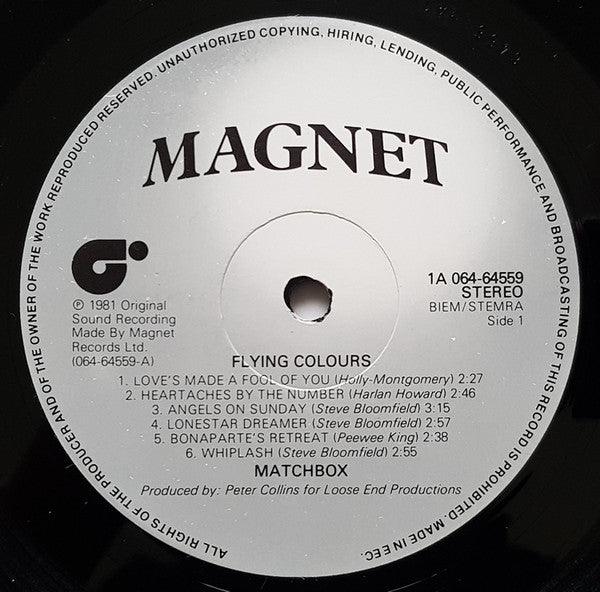 ALL RIGHTS OF THE PRODUCER AND OF THE OWNER OF THE WORK REPRODUCED RESERVED. UNAUTHORIZED COPYING, HIRING, LENDING, PUBLIC PERFORMANCE AND BROADCASTING OF THIS RECORD IS PROHIBITED. MADE IN EEC.
MAGNET
℗ 1981 Original
Sound Recording
Made By Magnet
Records Ltd.
(064-64559-A)
1A 064-64559
STEREO
BIEM/STEMRA
Side 1
FLYING COLOURS
1. LOVE'S MADE A FOOL OF YOU (Holly-Montgomery) 2:27
2. HEARTACHES BY THE NUMBER (Harlan Howard) 2:46
3. ANGELS ON SUNDAY (Steve Bloomfield) 3:15
4. LONESTAR DREAMER (Steve Bloomfield) 2:57
5. BONAPARTE'S RETREAT (Peewee King) 2:38
6. WHIPLASH (Steve Bloomfield) 2:55
MATCHBOX
Produced by: Peter Collins for Loose End Productions